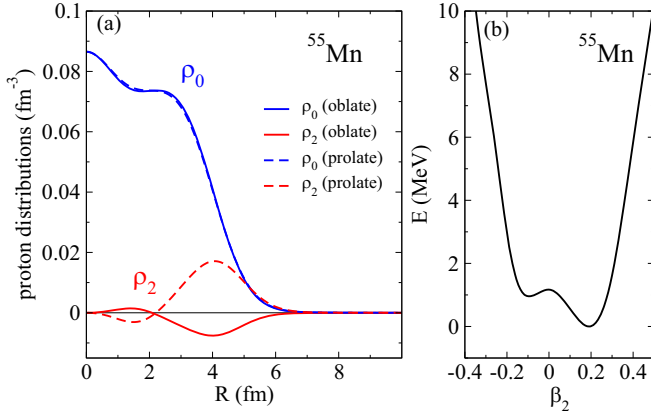 (a)
⁵⁵Mn
ρ₀
ρ₀ (oblate)
ρ₂ (oblate)
ρ₀ (prolate)
ρ₂ (prolate)
ρ₂
proton distributions (fm⁻³)
0.1
0.08
0.06
0.04
0.02
0
0 2 4 6 8
R (fm)
(b)
⁵⁵Mn
E (MeV)
10
8
6
4
2
0
-0.4 -0.2 0 0.2 0.4
β₂